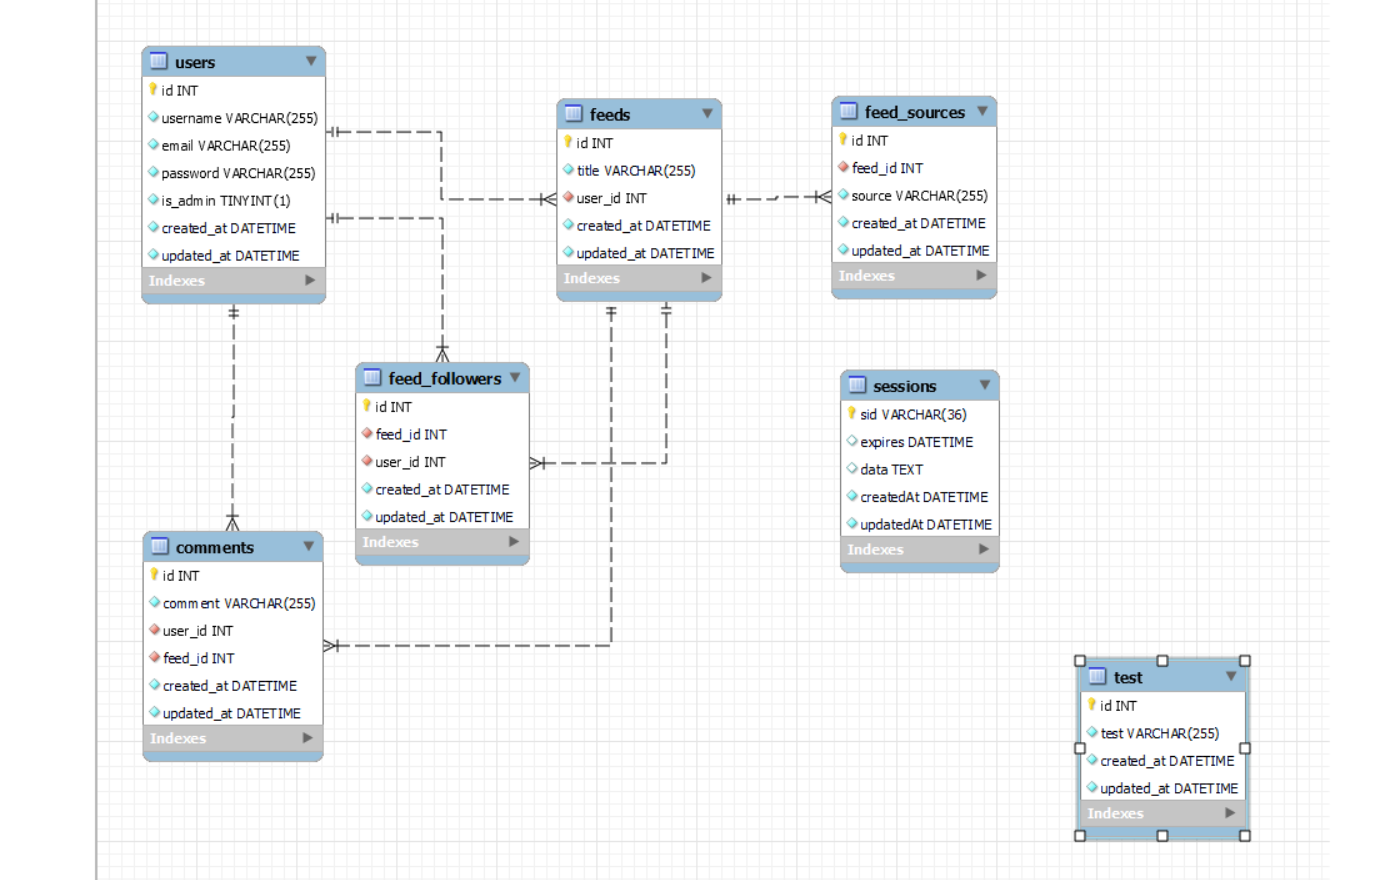 users
id INT
username VARCHAR(255)
email VARCHAR(255)
password VARCHAR(255)
is_admin TINYINT(1)
created_at DATETIME
updated_at DATETIME
Indexes
feeds
id INT
title VARCHAR(255)
user_id INT
created_at DATETIME
updated_at DATETIME
Indexes
feed_sources
id INT
feed_id INT
source VARCHAR(255)
created_at DATETIME
updated_at DATETIME
Indexes
feed_followers
id INT
feed_id INT
user_id INT
created_at DATETIME
updated_at DATETIME
Indexes
sessions
sid VARCHAR(36)
expires DATETIME
data TEXT
createdAt DATETIME
updatedAt DATETIME
Indexes
comments
id INT
comment VARCHAR(255)
user_id INT
feed_id INT
created_at DATETIME
updated_at DATETIME
Indexes
test
id INT
test VARCHAR(255)
created_at DATETIME
updated_at DATETIME
Indexes